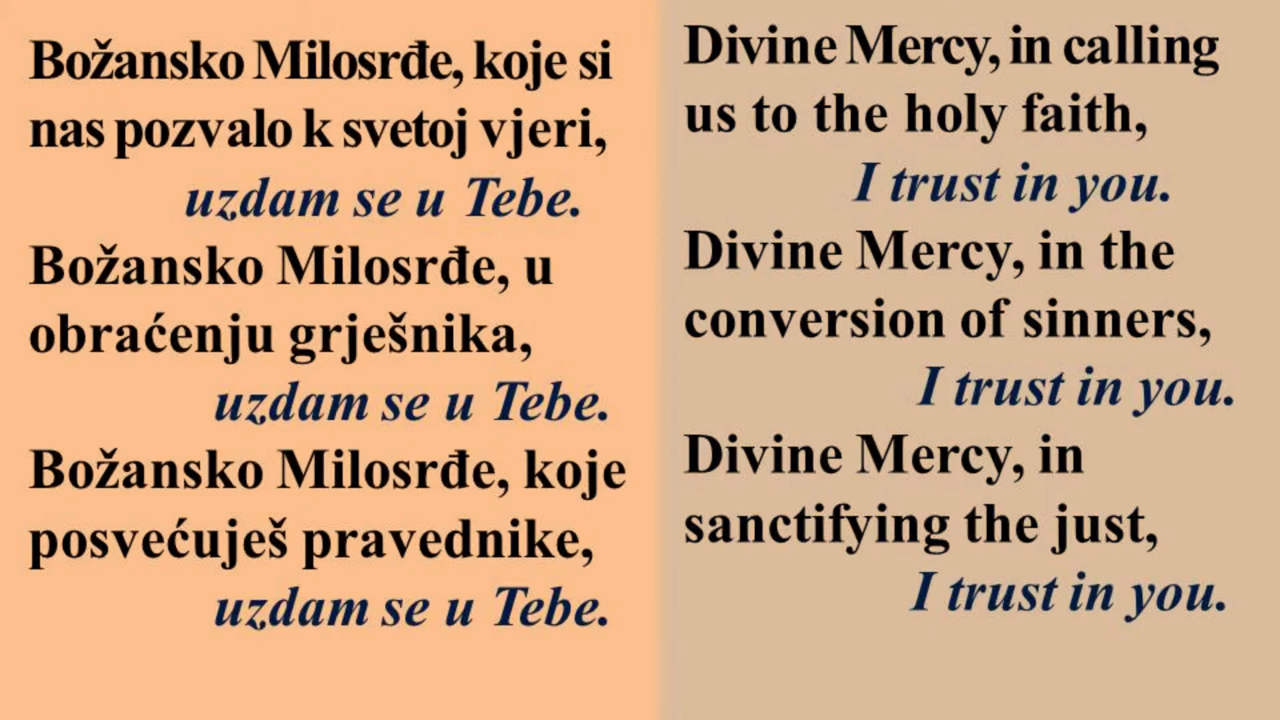 Božansko Milosrđe, koje si
nas pozvalo k svetoj vjeri,
uzdam se u Tebe.
Božansko Milosrđe, u
obraćenju grješnika,
uzdam se u Tebe.
Božansko Milosrđe, koje
posvećuješ pravednike,
uzdam se u Tebe.
Divine Mercy, in calling
us to the holy faith,
I trust in you.
Divine Mercy, in the
conversion of sinners,
I trust in you.
Divine Mercy, in
sanctifying the just,
I trust in you.